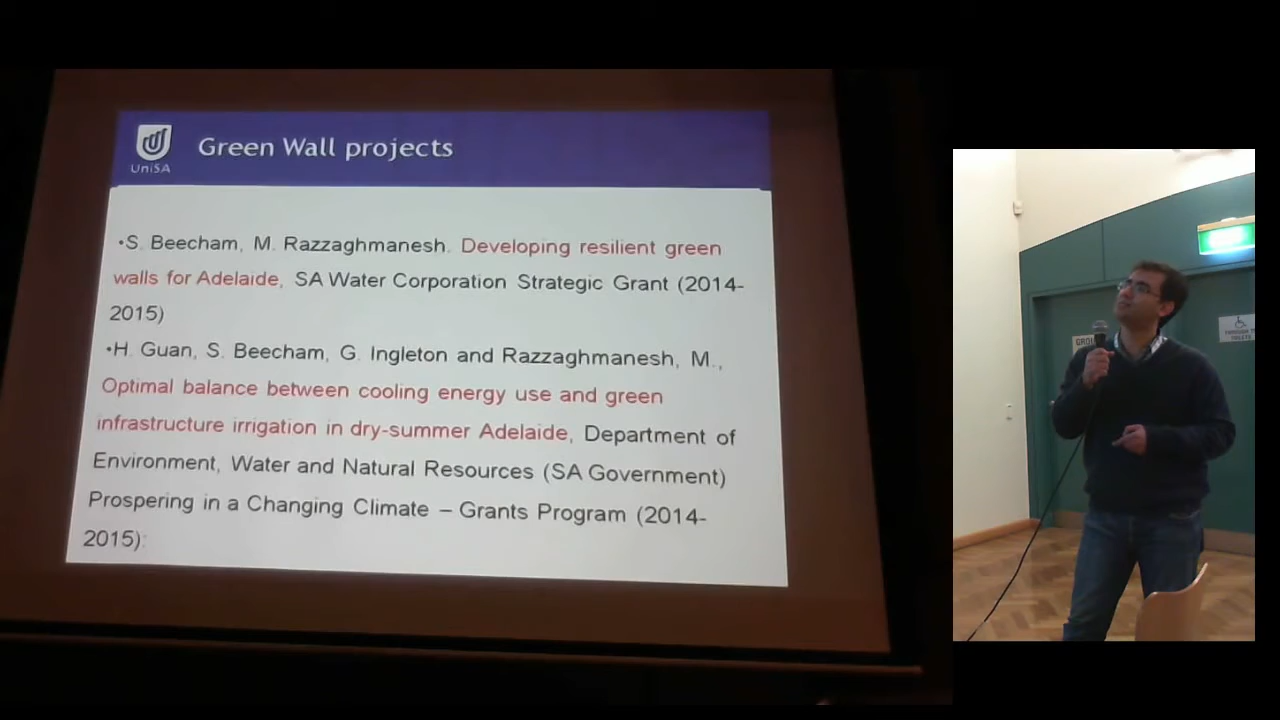 UniSA
Green Wall projects
•S. Beecham, M. Razzaghmanesh. Developing resilient green
walls for Adelaide, SA Water Corporation Strategic Grant (2014-
2015)
•H. Guan, S. Beecham, G. Ingleton and Razzaghmanesh, M.,
Optimal balance between cooling energy use and green
infrastructure irrigation in dry-summer Adelaide, Department of
Environment, Water and Natural Resources (SA Government)
Prospering in a Changing Climate – Grants Program (2014-
2015):